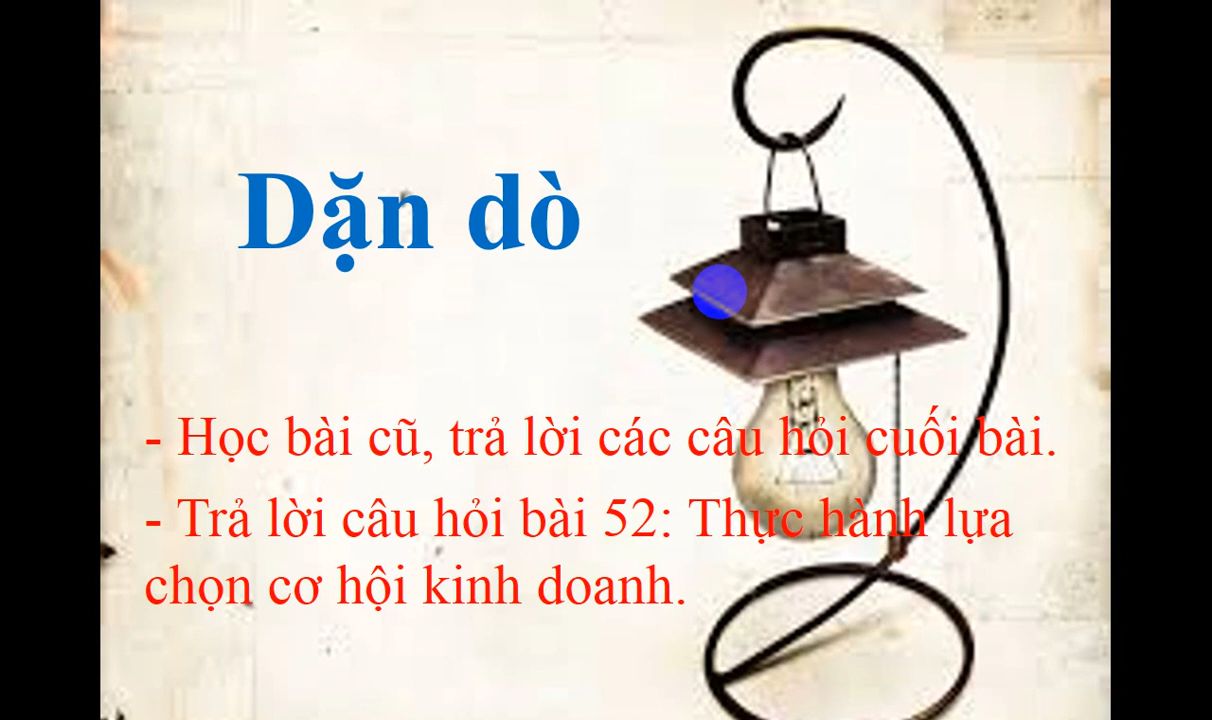 Dặn dò
- Học bài cũ, trả lời các câu hỏi cuối bài.
- Trả lời câu hỏi bài 52: Thực hành lựa
chọn cơ hội kinh doanh.